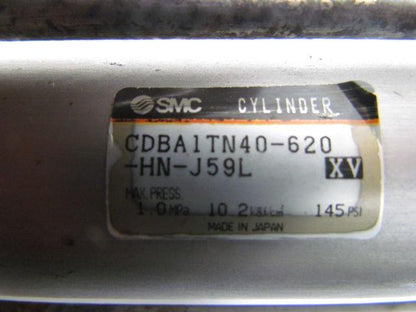 SMC CYLINDER
CDBA1TN40-620
-HN-J59L XV
MAX.PRESS.
1.0MPa 10.2kgf/cm² 145PSI
MADE IN JAPAN